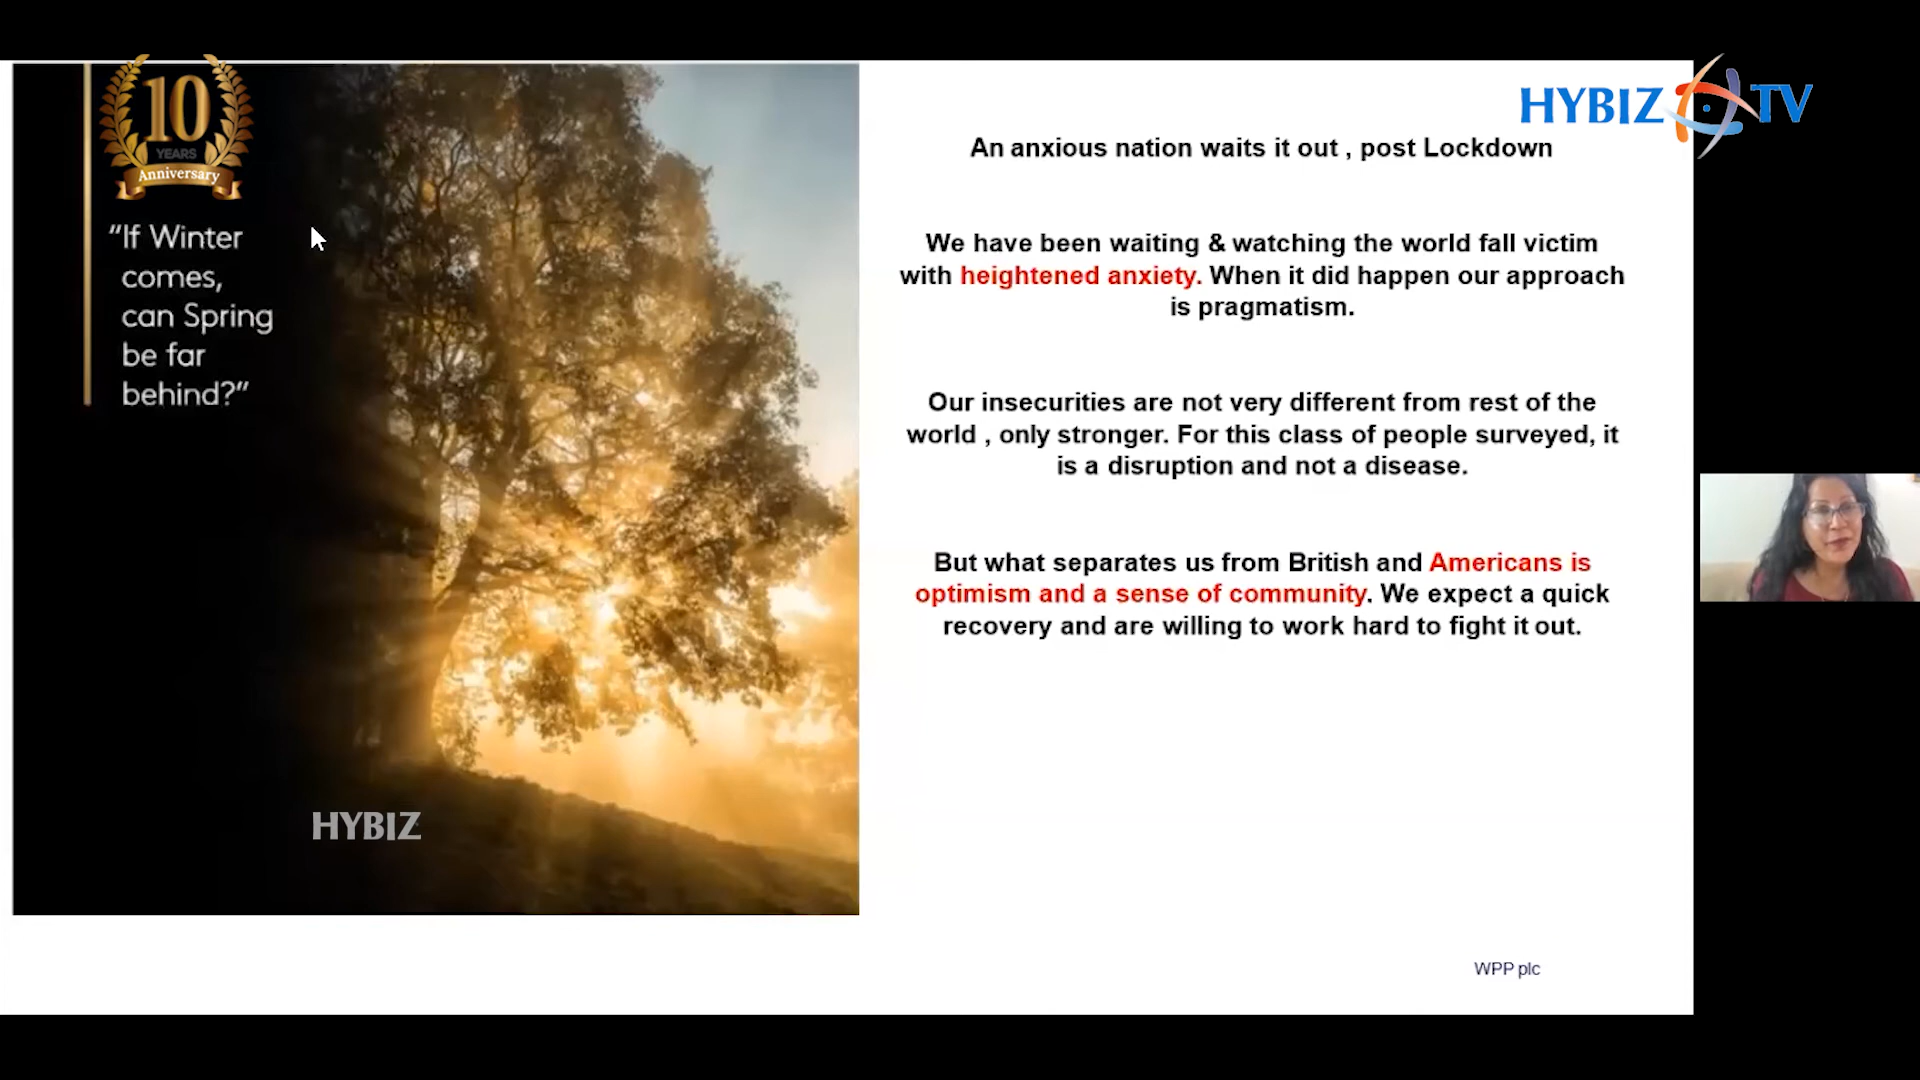 10
YEARS
Anniversary
“If Winter
comes,
can Spring
be far
behind?”
HYBIZ
HYBIZ TV
An anxious nation waits it out , post Lockdown
We have been waiting & watching the world fall victim
with heightened anxiety. When it did happen our approach
is pragmatism.
Our insecurities are not very different from rest of the
world , only stronger. For this class of people surveyed, it
is a disruption and not a disease.
But what separates us from British and Americans is
optimism and a sense of community. We expect a quick
recovery and are willing to work hard to fight it out.
WPP plc